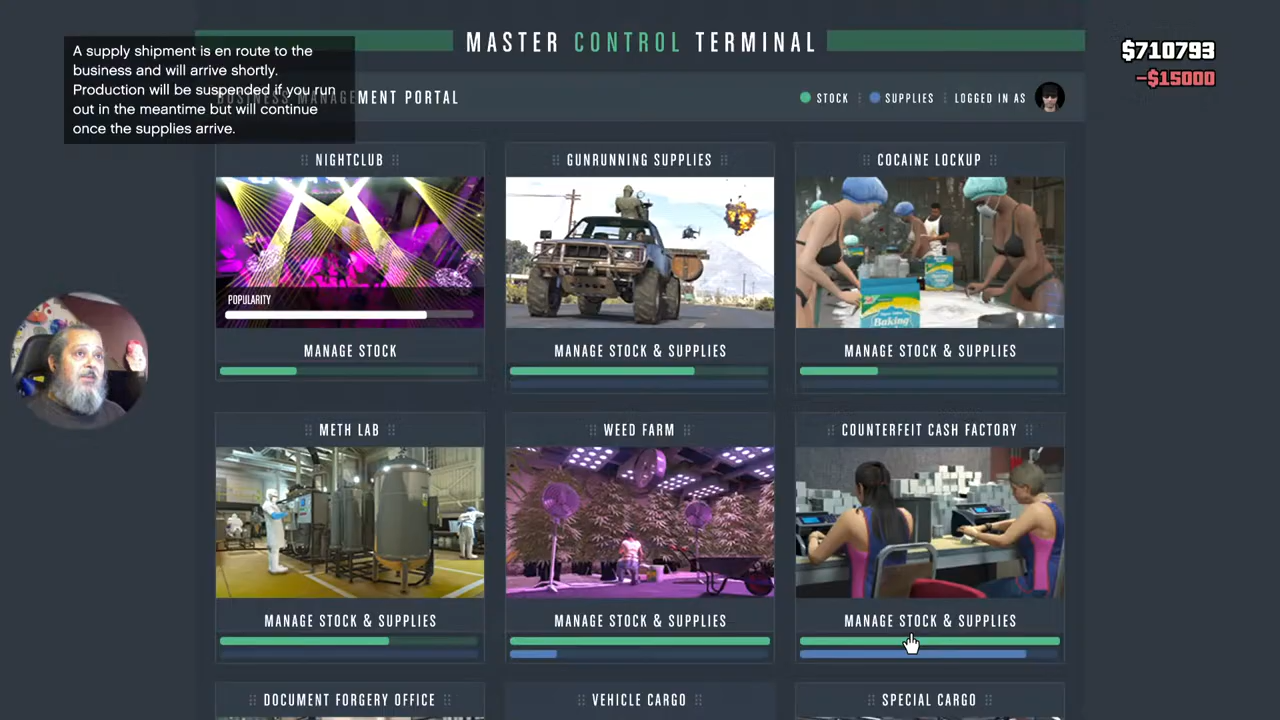 MASTER CONTROL TERMINAL
$710793
-$15000
A supply shipment is en route to the
business and will arrive shortly.
Production will be suspended if you run
out in the meantime but will continue
once the supplies arrive.
BUSINESS MANAGEMENT PORTAL
STOCK
SUPPLIES
LOGGED IN AS
NIGHTCLUB
GUNRUNNING SUPPLIES
COCAINE LOCKUP
POPULARITY
Baking
MANAGE STOCK
MANAGE STOCK & SUPPLIES
MANAGE STOCK & SUPPLIES
METH LAB
WEED FARM
COUNTERFEIT CASH FACTORY
MANAGE STOCK & SUPPLIES
MANAGE STOCK & SUPPLIES
MANAGE STOCK & SUPPLIES
DOCUMENT FORGERY OFFICE
VEHICLE CARGO
SPECIAL CARGO